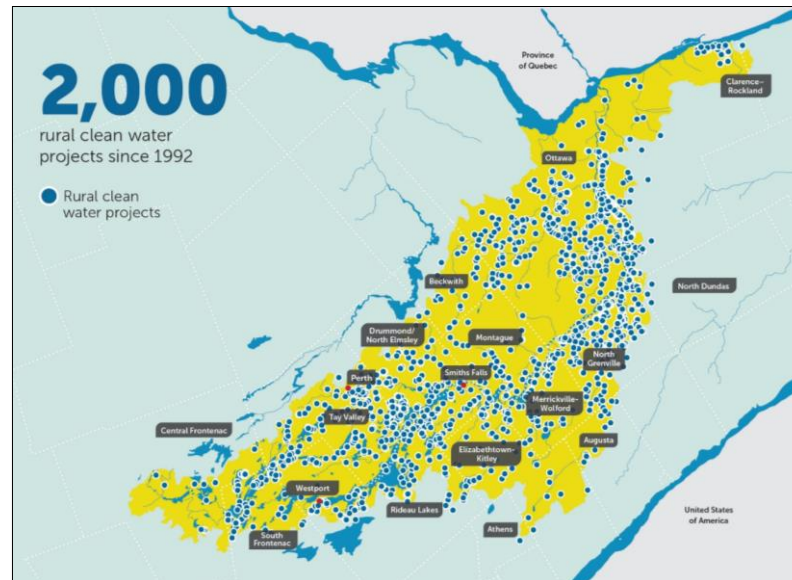 2,000
rural clean water
projects since 1992
Rural clean
water projects
Province
of Quebec
Clarence–
Rockland
Ottawa
Beckwith
North Dundas
Drummond/
North Elmsley
Montague
Perth
Smiths Falls
North
Grenville
Tay Valley
Merrickville–
Wolford
Central Frontenac
Augusta
Elizabethtown-
Kitley
Westport
Rideau Lakes
United States
of America
South
Frontenac
Athens